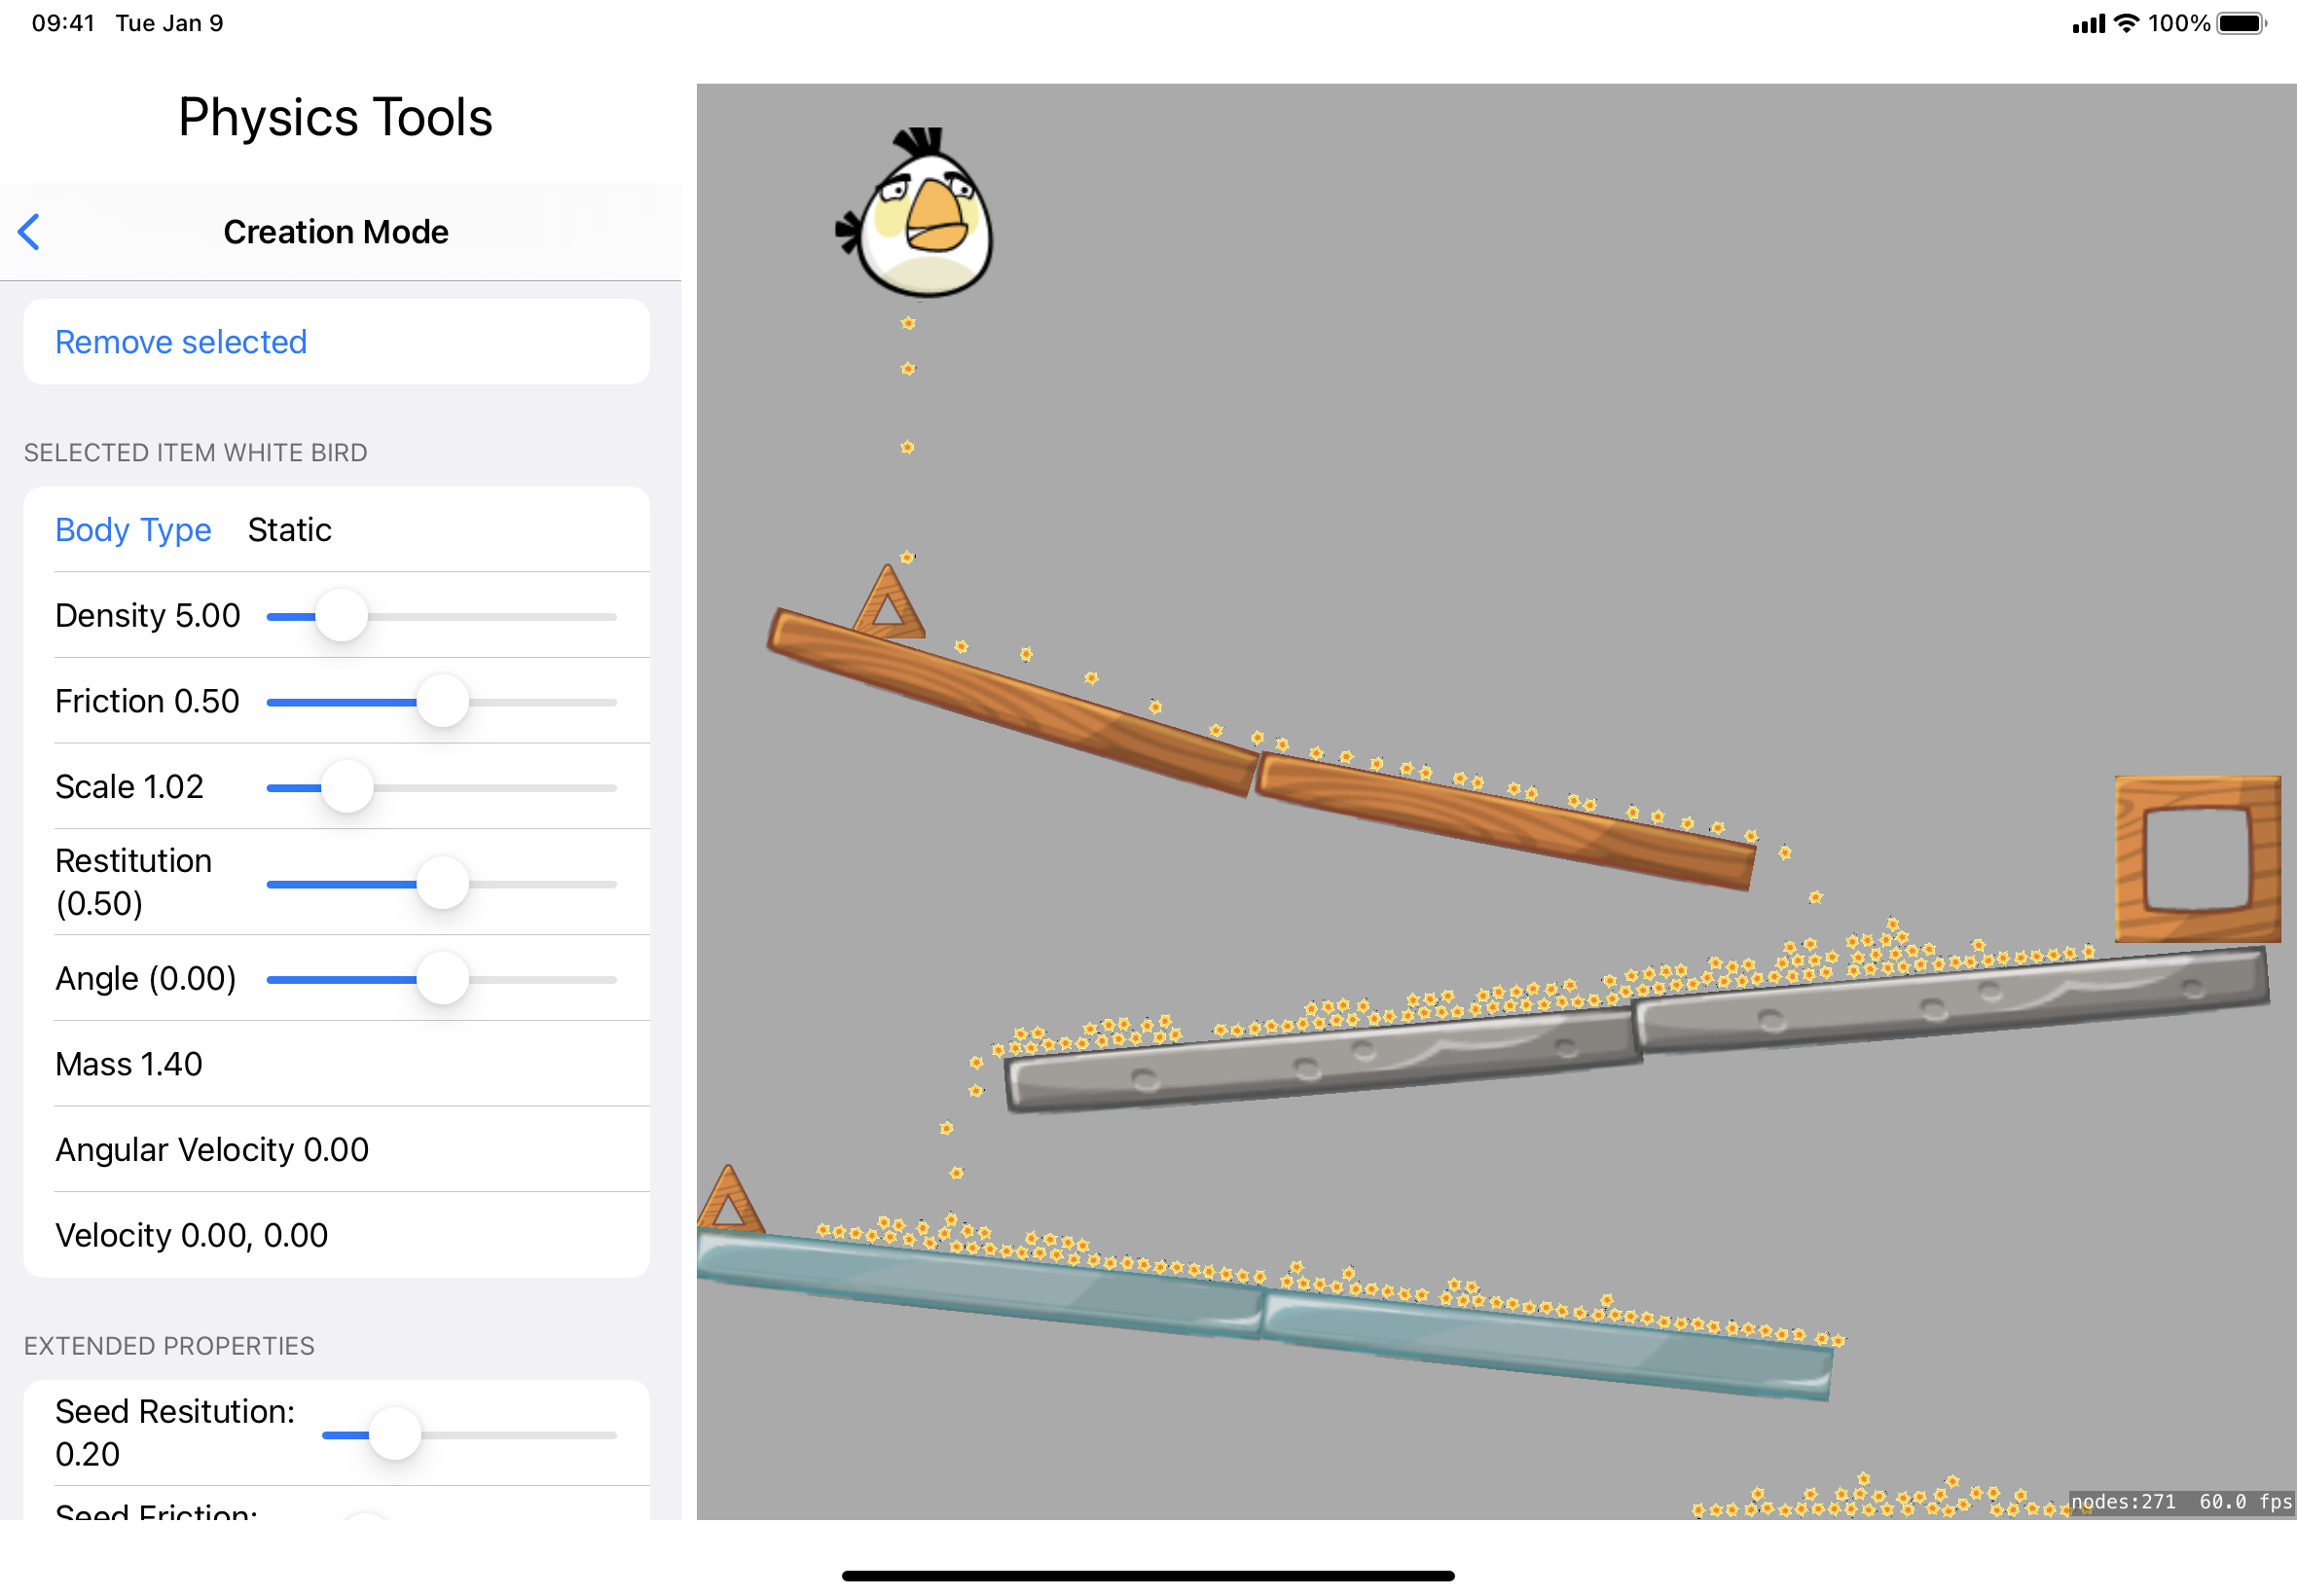 09:41 Tue Jan 9
100%
Physics Tools
Creation Mode
Remove selected
SELECTED ITEM WHITE BIRD
Body Type Static
Density 5.00
Friction 0.50
Scale 1.02
Restitution
(0.50)
Angle (0.00)
Mass 1.40
Angular Velocity 0.00
Velocity 0.00, 0.00
EXTENDED PROPERTIES
Seed Resitution:
0.20
Seed Friction:
nodes:271 60.0 fps